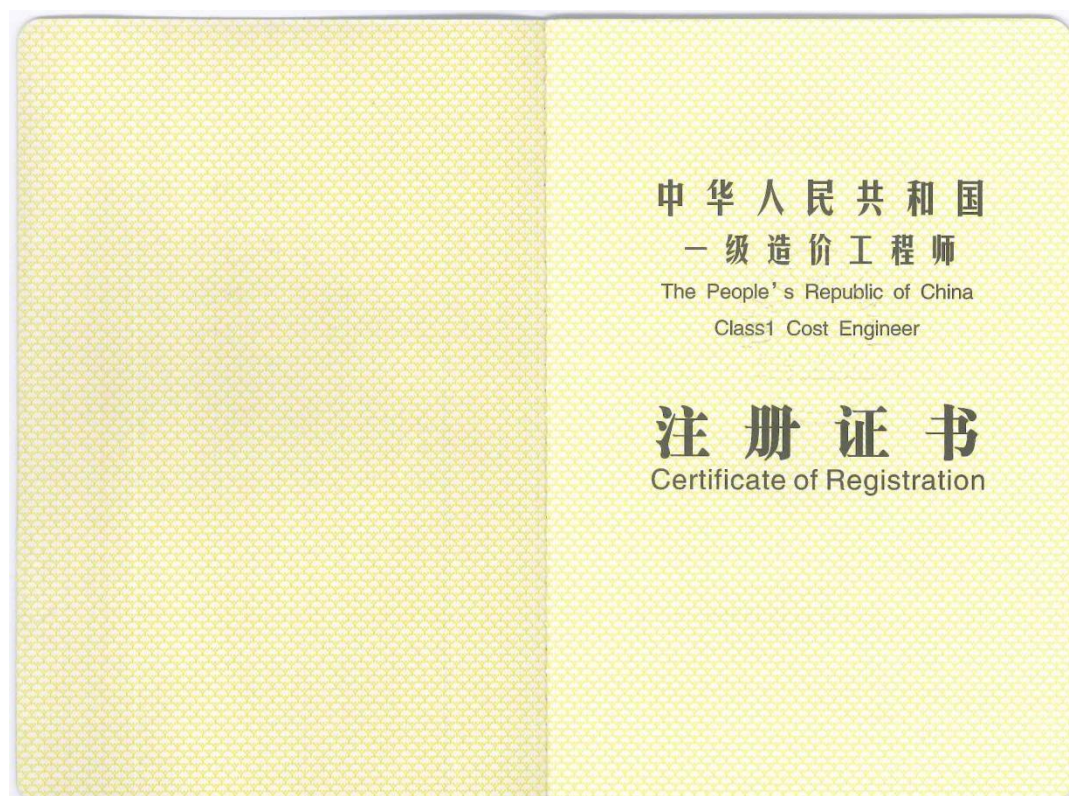 中华人民共和国
一级造价工程师
The People's Republic of China
Class1 Cost Engineer
注册证书
Certificate of Registration